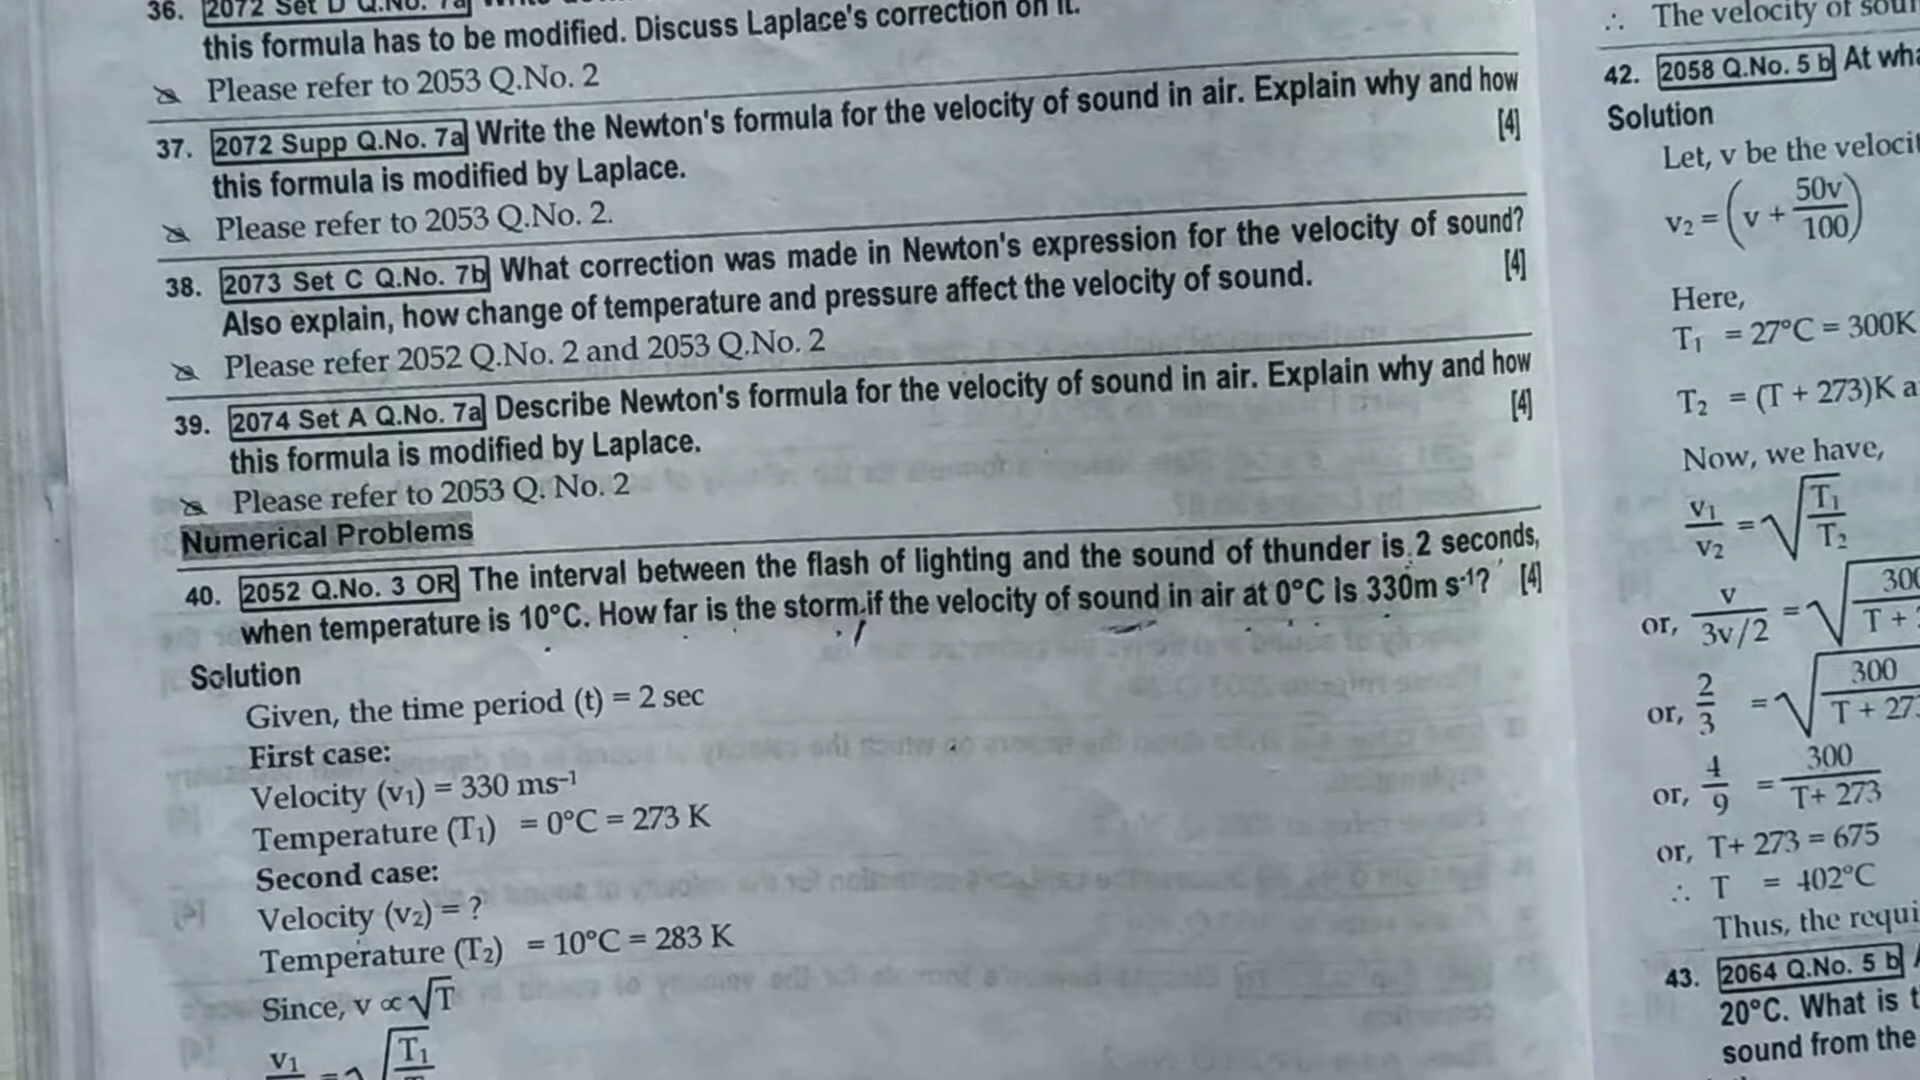 36. 2072 Set D Q.No. 7a
this formula has to be modified. Discuss Laplace's correction on it.
Please refer to 2053 Q.No. 2
37. 2072 Supp Q.No. 7a Write the Newton's formula for the velocity of sound in air. Explain why and how
this formula is modified by Laplace. [4]
Please refer to 2053 Q.No. 2.
38. 2073 Set C Q.No. 7b What correction was made in Newton's expression for the velocity of sound?
Also explain, how change of temperature and pressure affect the velocity of sound. [4]
Please refer 2052 Q.No. 2 and 2053 Q.No. 2
39. 2074 Set A Q.No. 7a Describe Newton's formula for the velocity of sound in air. Explain why and how
this formula is modified by Laplace. [4]
Please refer to 2053 Q. No. 2
Numerical Problems
40. 2052 Q.No. 3 OR The interval between the flash of lighting and the sound of thunder is 2 seconds,
when temperature is 10°C. How far is the storm if the velocity of sound in air at 0°C Is 330m s⁻¹? [4]
Solution
Given, the time period (t) = 2 sec
First case:
Velocity (v₁) = 330 ms⁻¹
Temperature (T₁) = 0°C = 273 K
Second case:
Velocity (v₂) = ?
Temperature (T₂) = 10°C = 283 K
Since, v ∝ √T
v₁ = √T₁
∴ The velocity of
42. 2058 Q.No. 5 b At
Solution
Let, v be the
v₂ = (v + 50v/100)
Here,
T₁ = 27°C = 300K
T₂ = (T + 273)K
Now, we have,
v₁/v₂ = √(T₁/T₂)
or, v/(3v/2) = √(300/T +
or, 2/3 = √(300/T + 27
or, 4/9 = 300/(T+ 273)
or, T+ 273 = 675
∴ T = 402°C
Thus, the
43. 2064 Q.No. 5 b
20°C. What is
sound from the